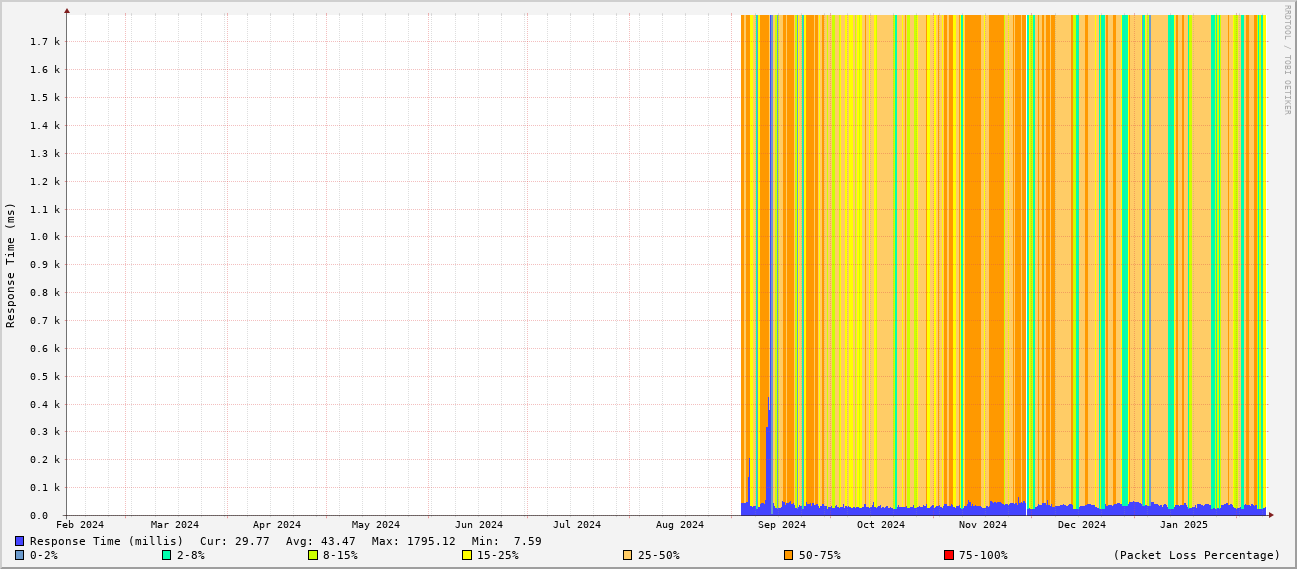 RRDTOOL / TOBI OETIKER
Response Time (ms)
1.7 k
1.6 k
1.5 k
1.4 k
1.3 k
1.2 k
1.1 k
1.0 k
0.9 k
0.8 k
0.7 k
0.6 k
0.5 k
0.4 k
0.3 k
0.2 k
0.1 k
0.0
Feb 2024 Mar 2024 Apr 2024 May 2024 Jun 2024 Jul 2024 Aug 2024 Sep 2024 Oct 2024 Nov 2024 Dec 2024 Jan 2025
Response Time (millis) Cur: 29.77 Avg: 43.47 Max: 1795.12 Min: 7.59
0-2% 2-8% 8-15% 15-25% 25-50% 50-75% 75-100% (Packet Loss Percentage)